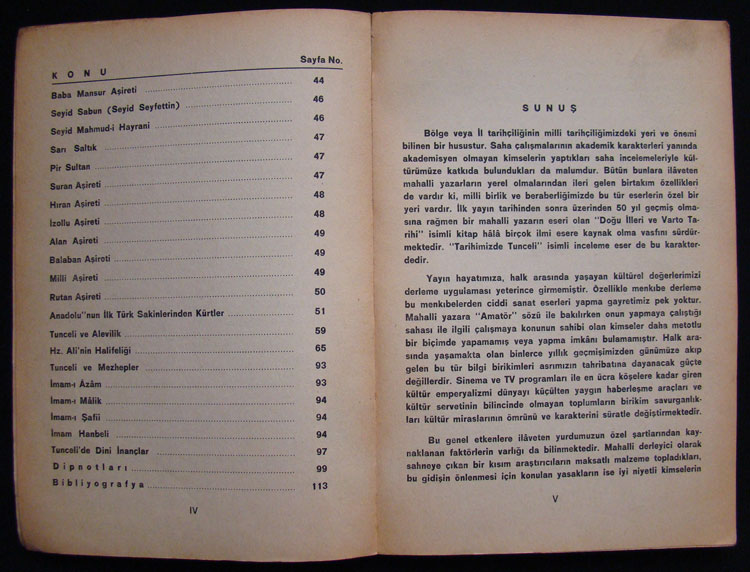 KONU Sayfa No.
Baba Mansur Aşireti 44
Seyid Sabun (Seyid Seyfettin) 46
Seyid Mahmud-i Hayrani 46
Sarı Saltık 47
Pir Sultan 47
Suran Aşireti 47
Hıran Aşireti 48
İzollu Aşireti 48
Alan Aşireti 49
Balaban Aşireti 49
Milli Aşireti 49
Rutan Aşireti 50
Anadolu"nun İlk Türk Sakinlerinden Kürtler 51
Tunceli ve Alevilik 59
Hz. Ali'nin Halifeliği 65
Tunceli ve Mezhepler 93
İmam-ı Âzâm 93
İmam-ı Mâlik 94
İmam-ı Şafii 94
İmam Hanbeli 94
Tunceli'de Dini İnançlar 97
Dipnotları 99
Bibliyografya 113
IV
SUNUŞ
Bölge veya İl tarihçiliğinin milli tarihçiliğimizdeki yeri ve önemi
bilinen bir husustur. Saha çalışmalarının akademik karakterleri yanında
akademisyen olmayan kimselerin yaptıkları saha incelemeleriyle kül-
türümüze katkıda bulundukları da malumdur. Bütün bunlara ilâveten
mahalli yazarların yerel olmalarından ileri gelen birtakım özellikleri
de vardır ki, milli birlik ve beraberliğimizde bu tür eserlerin özel bir
yeri vardır. İlk yayın tarihinden sonra üzerinden 50 yıl geçmiş olma-
sına rağmen bir mahalli yazarın eseri olan "Doğu İlleri ve Varto Ta-
rihi" isimli kitap hâlâ birçok ilmi esere kaynak olma vasfını sürdür-
mektedir. "Tarihimizde Tunceli" isimli inceleme eser de bu karakter-
dedir.
Yayın hayatımıza, halk arasında yaşayan kültürel değerlerimizi
derleme uygulaması yeterince girmemiştir. Özellikle menkıbe derleme
bu menkıbelerden ciddi sanat eserleri yapma gayretimiz pek yoktur.
Mahalli yazara "Amatör" sözü ile bakılırken onun yapmaya çalıştığı
sahası ile ilgili çalışmaya konunun sahibi olan kimseler daha metotlu
bir biçimde yapamamış veya yapma imkânı bulamamıştır. Halk ara-
sında yaşamakta olan binlerce yıllık geçmişimizden günümüze akıp
gelen bu tür bilgi birikimleri asrımızın tahribatına dayanacak güçte
değillerdir. Sinema ve TV programları ile en ücra köşelere kadar giren
kültür emperyalizmi dünyayı küçülten yaygın haberleşme araçları ve
kültür servetinin bilincinde olmayan toplumların birikim savurganlık-
ları kültür miraslarının ömrünü ve karakterini süratle değiştirmektedir.
Bu genel etkenlere ilâveten yurdumuzun özel şartlarından kay-
naklanan faktörlerin varlığı da bilinmektedir. Mahalli derleyici olarak
sahneye çıkan bir kısım araştırıcıların maksatlı malzeme topladıkları,
bu gidişin önlenmesi için konulan yasakların ise iyi niyetli kimselerin
V